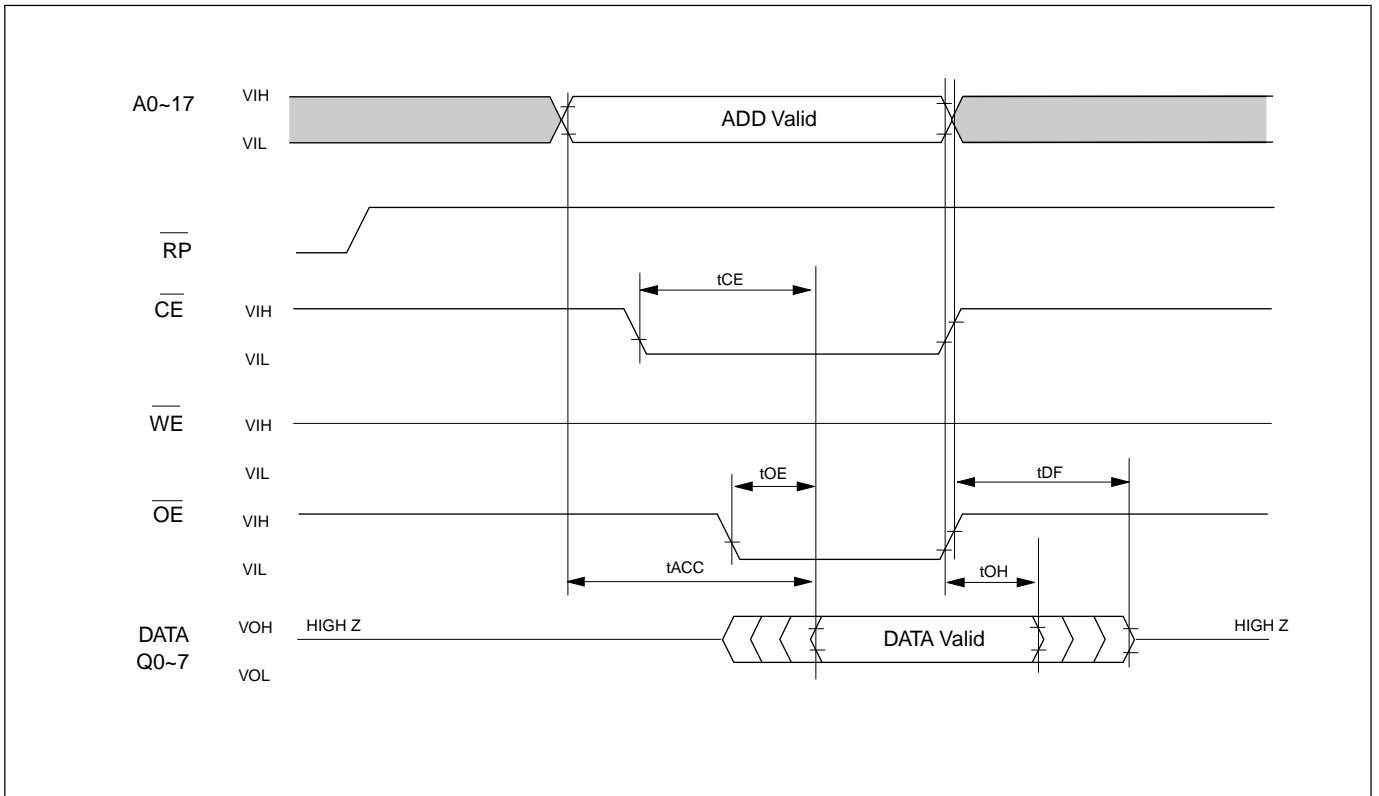 A0~17
VIH
VIL
ADD Valid
RP
tCE
CE
VIH
VIL
WE
VIH
VIL
tOE
tDF
OE
VIH
VIL
tACC
tOH
DATA
Q0~7
VOH
VOL
HIGH Z
DATA Valid
HIGH Z